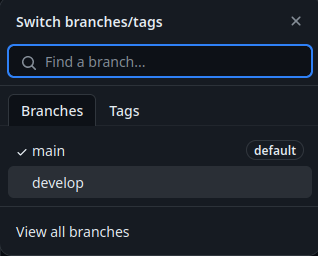 Switch branches/tags
Find a branch...
Branches Tags
main default
develop
View all branches